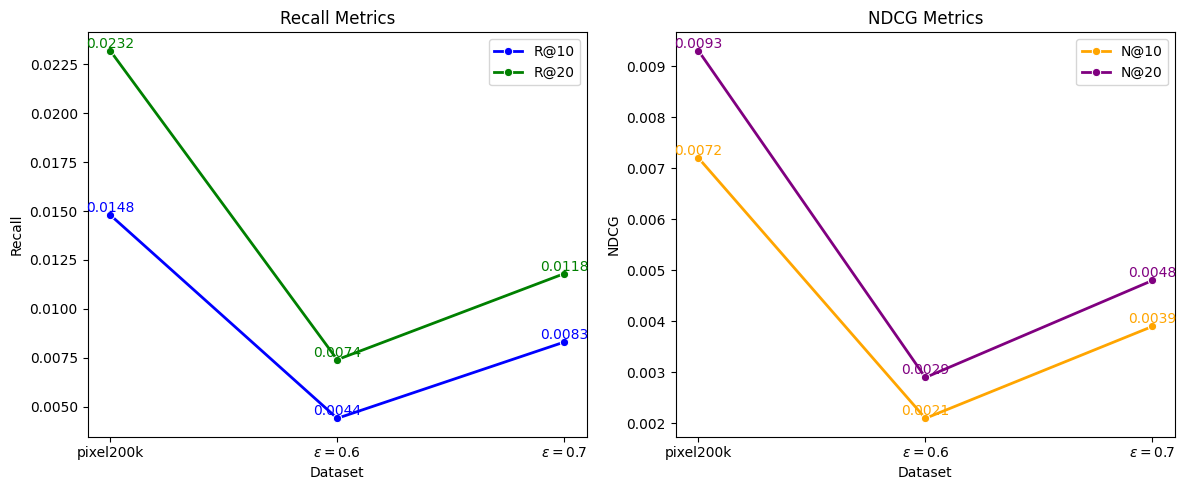 Recall Metrics
0.0232
R@10
R@20
0.0225
0.0200
0.0175
0.0150
0.0148
0.0125
0.0118
0.0100
0.0083
0.0075
0.0074
0.0050
0.0044
Recall
pixel200k
ε = 0.6
ε = 0.7
Dataset
NDCG Metrics
0.0093
N@10
N@20
0.009
0.008
0.0072
0.007
0.006
0.005
0.0048
0.004
0.0039
0.003
0.0029
0.0021
0.002
NDCG
pixel200k
ε = 0.6
ε = 0.7
Dataset